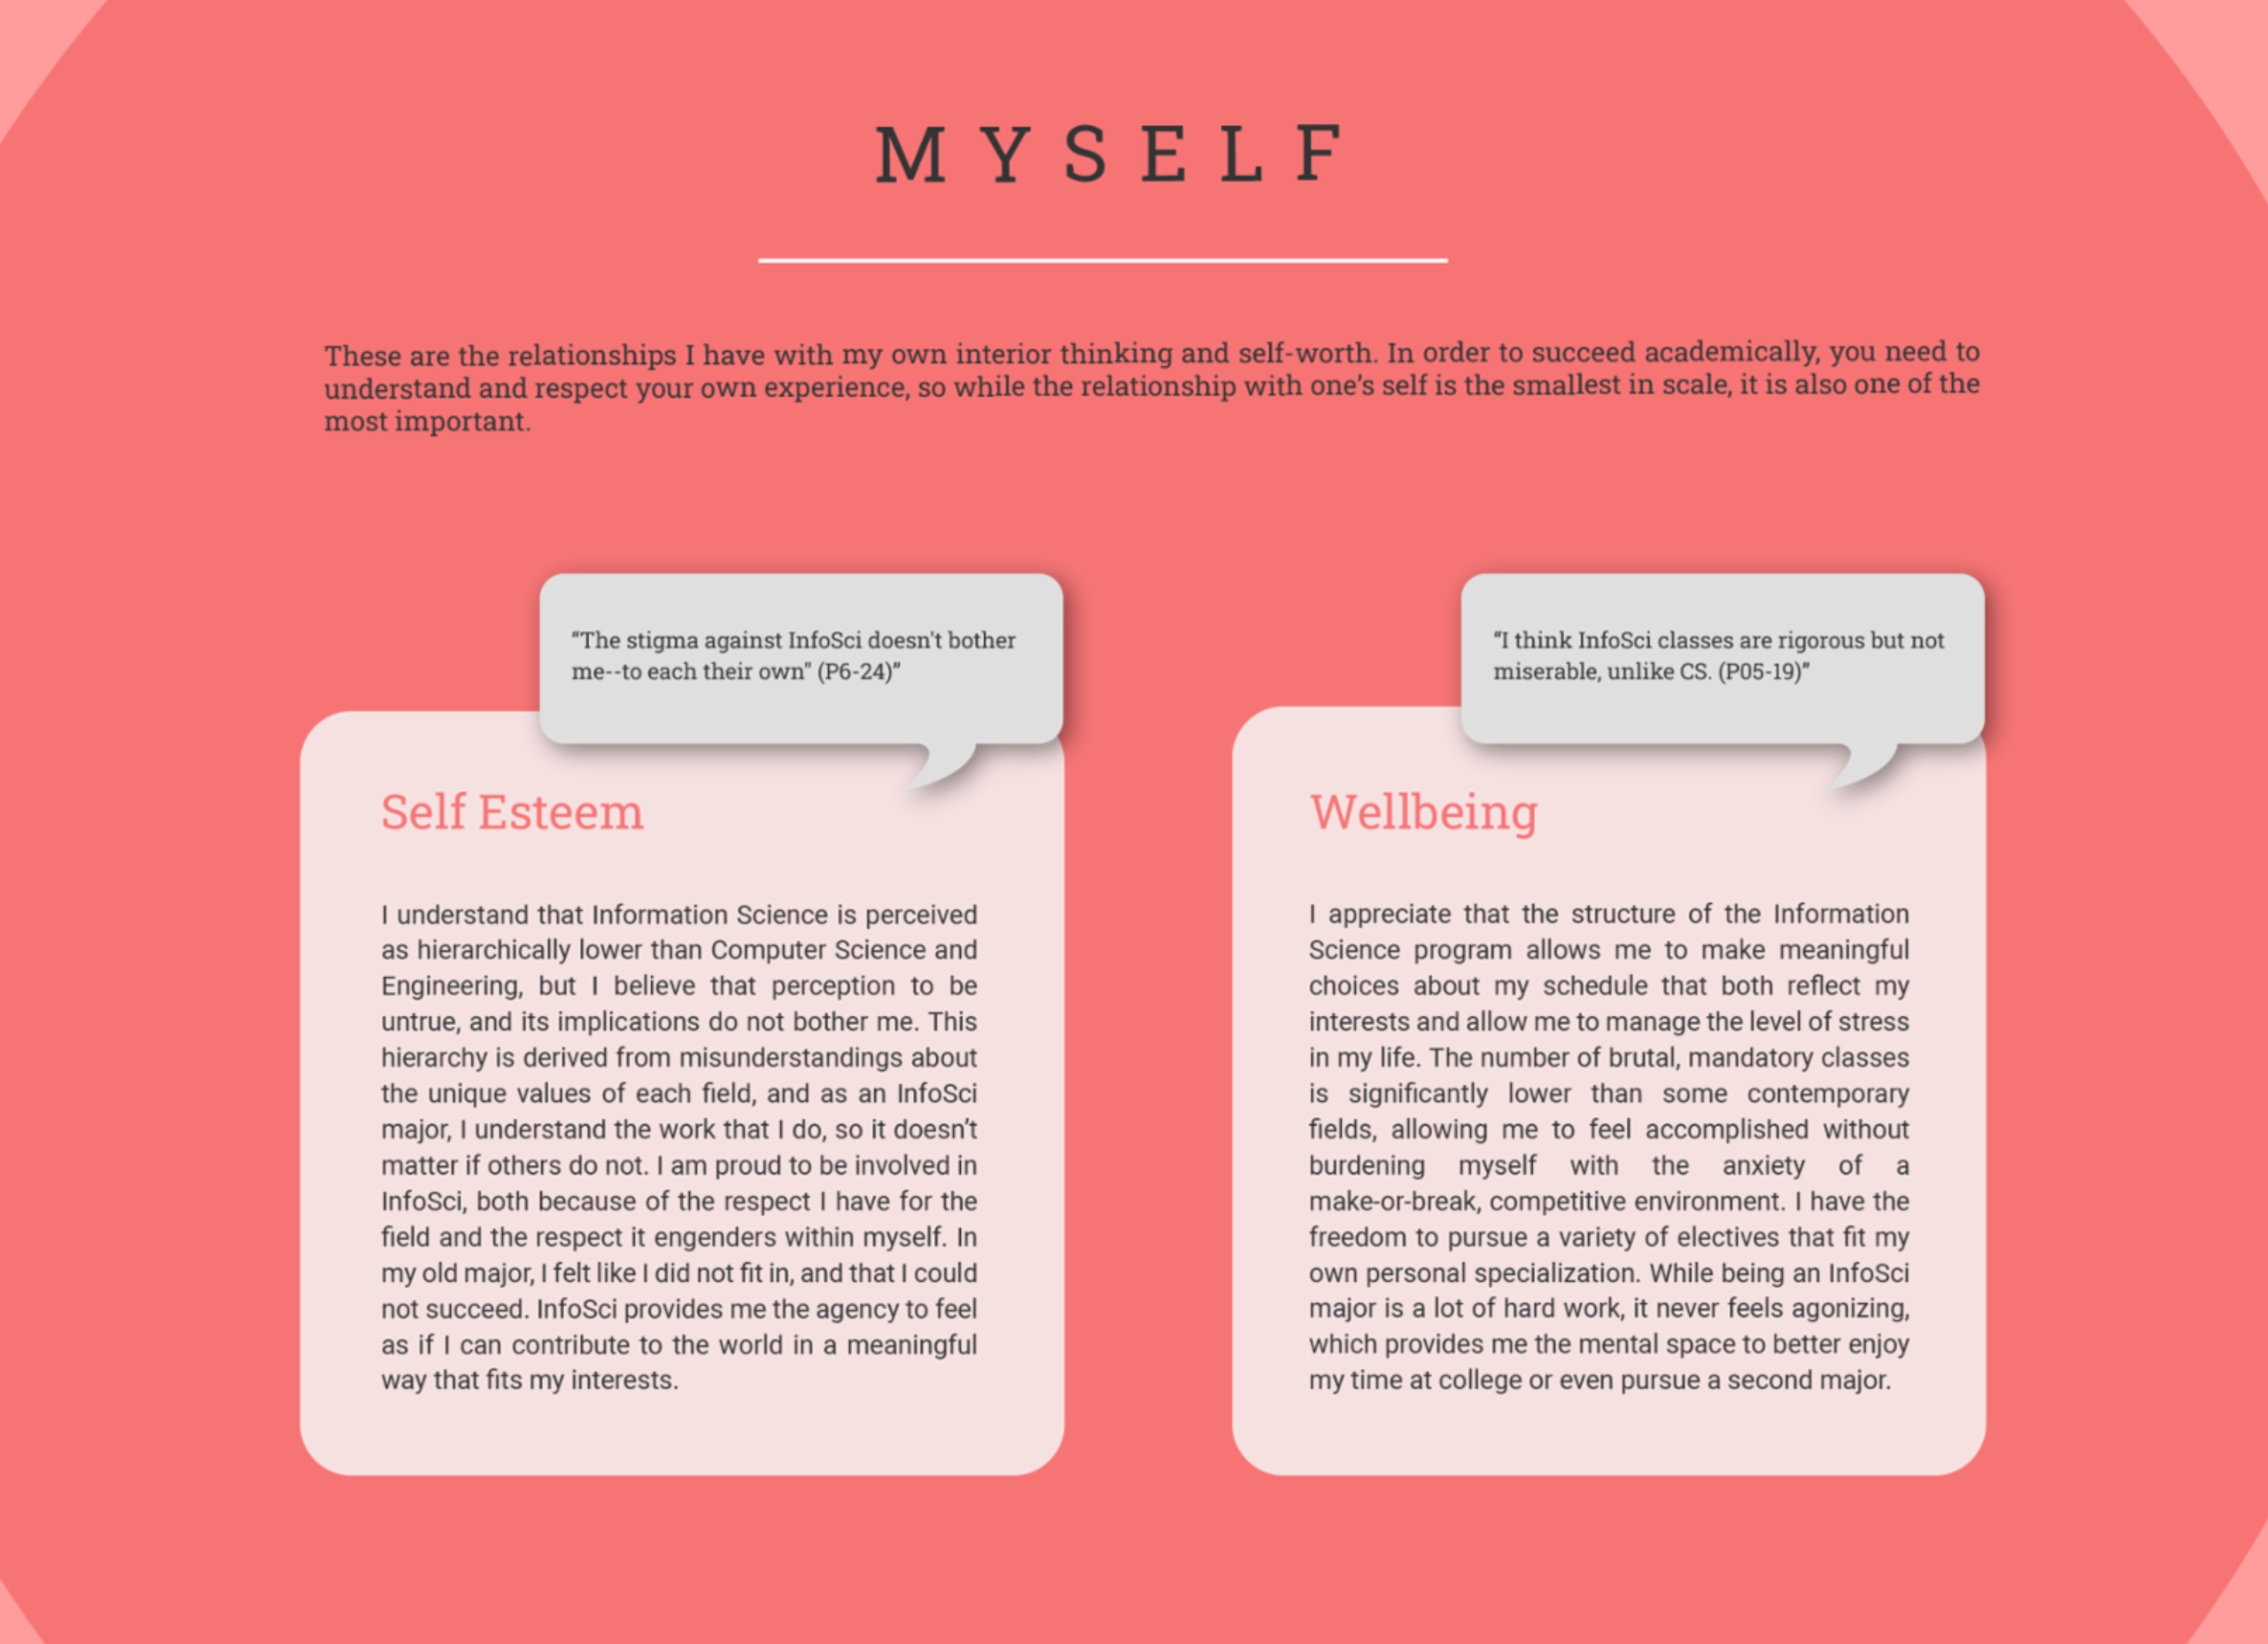 MYSELF
These are the relationships I have with my own interior thinking and self-worth. In order to succeed academically, you need to
understand and respect your own experience, so while the relationship with one’s self is the smallest in scale, it is also one of the
most important.
“The stigma against InfoSci doesn't bother
me--to each their own" (P6-24)”
Self Esteem
I understand that Information Science is perceived
as hierarchically lower than Computer Science and
Engineering, but I believe that perception to be
untrue, and its implications do not bother me. This
hierarchy is derived from misunderstandings about
the unique values of each field, and as an InfoSci
major, I understand the work that I do, so it doesn’t
matter if others do not. I am proud to be involved in
InfoSci, both because of the respect I have for the
field and the respect it engenders within myself. In
my old major, I felt like I did not fit in, and that I could
not succeed. InfoSci provides me the agency to feel
as if I can contribute to the world in a meaningful
way that fits my interests.
“I think InfoSci classes are rigorous but not
miserable, unlike CS. (P05-19)”
Wellbeing
I appreciate that the structure of the Information
Science program allows me to make meaningful
choices about my schedule that both reflect my
interests and allow me to manage the level of stress
in my life. The number of brutal, mandatory classes
is significantly lower than some contemporary
fields, allowing me to feel accomplished without
burdening myself with the anxiety of a
make-or-break, competitive environment. I have the
freedom to pursue a variety of electives that fit my
own personal specialization. While being an InfoSci
major is a lot of hard work, it never feels agonizing,
which provides me the mental space to better enjoy
my time at college or even pursue a second major.